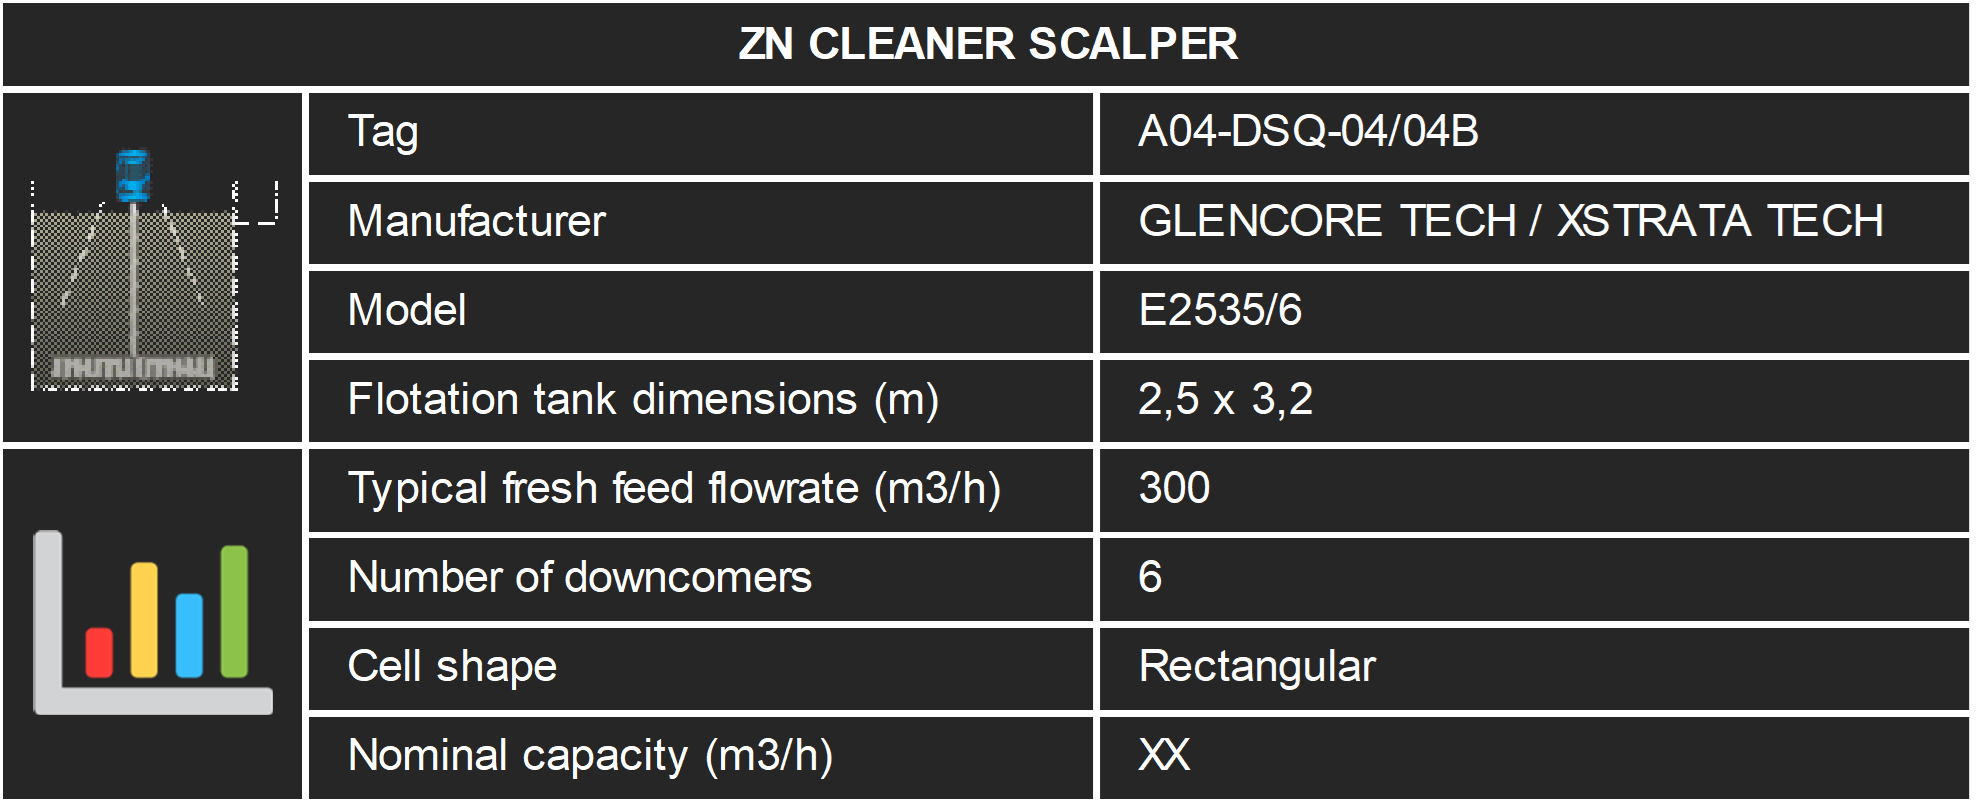 ZN CLEANER SCALPER
Tag A04-DSQ-04/04B
Manufacturer GLENCORE TECH / XSTRATA TECH
Model E2535/6
Flotation tank dimensions (m) 2,5 x 3,2
Typical fresh feed flowrate (m3/h) 300
Number of downcomers 6
Cell shape Rectangular
Nominal capacity (m3/h) XX